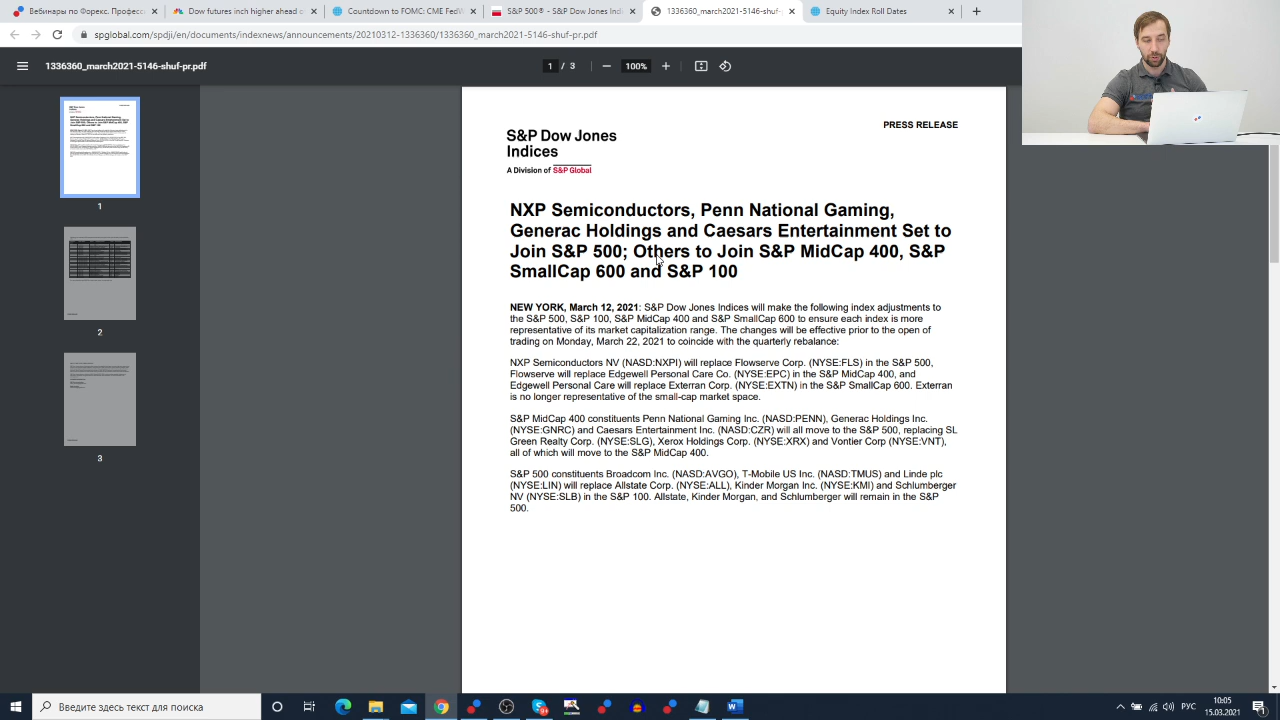 Вебинары по Форекс. Професс
Dow futures inch higher ahead o
Countdown to FOMC: CME FedW
S&P 500® - S&P Dow Jones Indi
1336360_march2021-5146-shuf-pr
Equity Index Roll Dates
spglobal.com/spdji/en/documents/indexnews/announcements/20210312-1336360/1336360_march2021-5146-shuf-pr.pdf
1336360_march2021-5146-shuf-pr.pdf
1 / 3
100%
1
2
3
PRESS RELEASE
S&P Dow Jones
Indices
A Division of S&P Global
NXP Semiconductors, Penn National Gaming,
Generac Holdings and Caesars Entertainment Set to
Join S&P 500; Others to Join S&P MidCap 400, S&P
SmallCap 600 and S&P 100
NEW YORK, March 12, 2021: S&P Dow Jones Indices will make the following index adjustments to
the S&P 500, S&P 100, S&P MidCap 400 and S&P SmallCap 600 to ensure each index is more
representative of its market capitalization range. The changes will be effective prior to the open of
trading on Monday, March 22, 2021 to coincide with the quarterly rebalance:
NXP Semiconductors NV (NASD:NXPI) will replace Flowserve Corp. (NYSE:FLS) in the S&P 500,
Flowserve will replace Edgewell Personal Care Co. (NYSE:EPC) in the S&P MidCap 400, and
Edgewell Personal Care will replace Exterran Corp. (NYSE:EXTN) in the S&P SmallCap 600. Exterran
is no longer representative of the small-cap market space.
S&P MidCap 400 constituents Penn National Gaming Inc. (NASD:PENN), Generac Holdings Inc.
(NYSE:GNRC) and Caesars Entertainment Inc. (NASD:CZR) will all move to the S&P 500, replacing SL
Green Realty Corp. (NYSE:SLG), Xerox Holdings Corp. (NYSE:XRX) and Vontier Corp (NYSE:VNT),
all of which will move to the S&P MidCap 400.
S&P 500 constituents Broadcom Inc. (NASD:AVGO), T-Mobile US Inc. (NASD:TMUS) and Linde plc
(NYSE:LIN) will replace Allstate Corp. (NYSE:ALL), Kinder Morgan Inc. (NYSE:KMI) and Schlumberger
NV (NYSE:SLB) in the S&P 100. Allstate, Kinder Morgan, and Schlumberger will remain in the S&P
500.
Введите здесь текст для поиска
РУС
10:05
15.03.2021